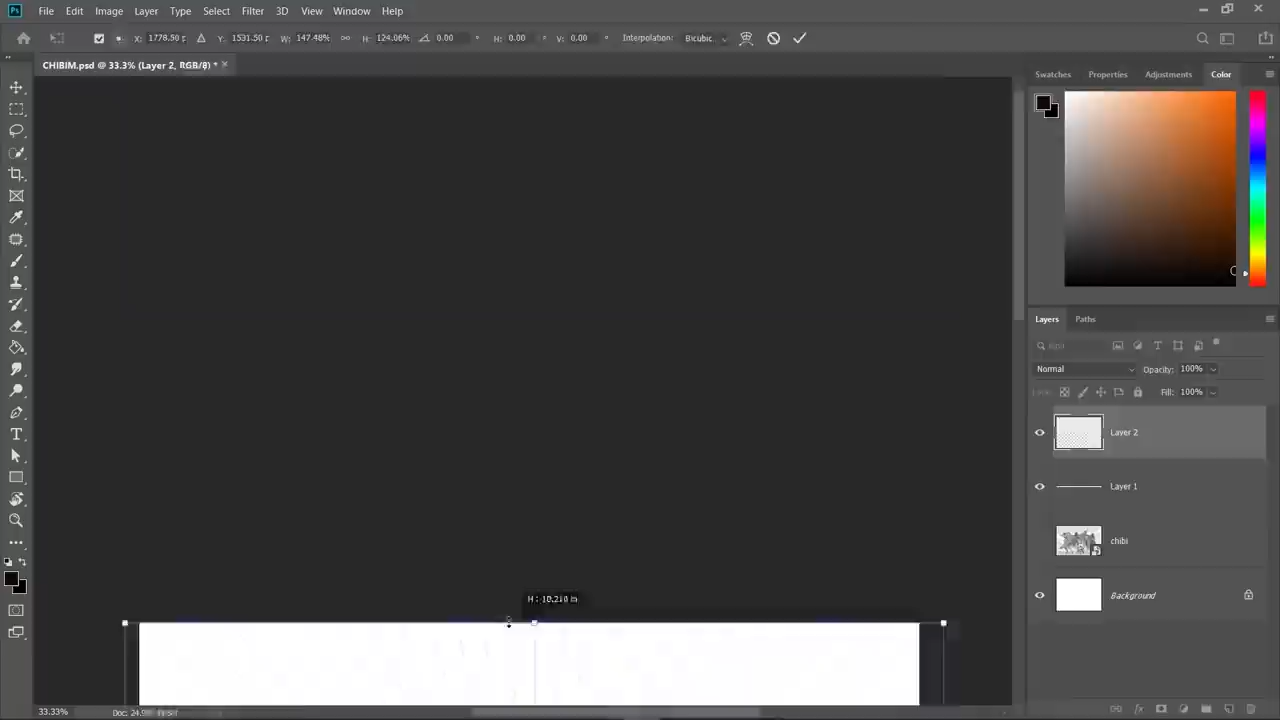 Ps File Edit Image Layer Type Select Filter 3D View Window Help
X: 1778.50 Y: 1531.50 W: 147.48% H: 124.06% 0.00 ° H: 0.00 ° V: 0.00 ° Interpolation: Bicubic
CHIBIM.psd @ 33.3% (Layer 2, RGB/8) * ×
Swatches Properties Adjustments Color
Layers Paths
Normal Opacity: 100%
Fill: 100%
Layer 2
Layer 1
chibi
Background
H: 10.210 in
33.33% Doc: